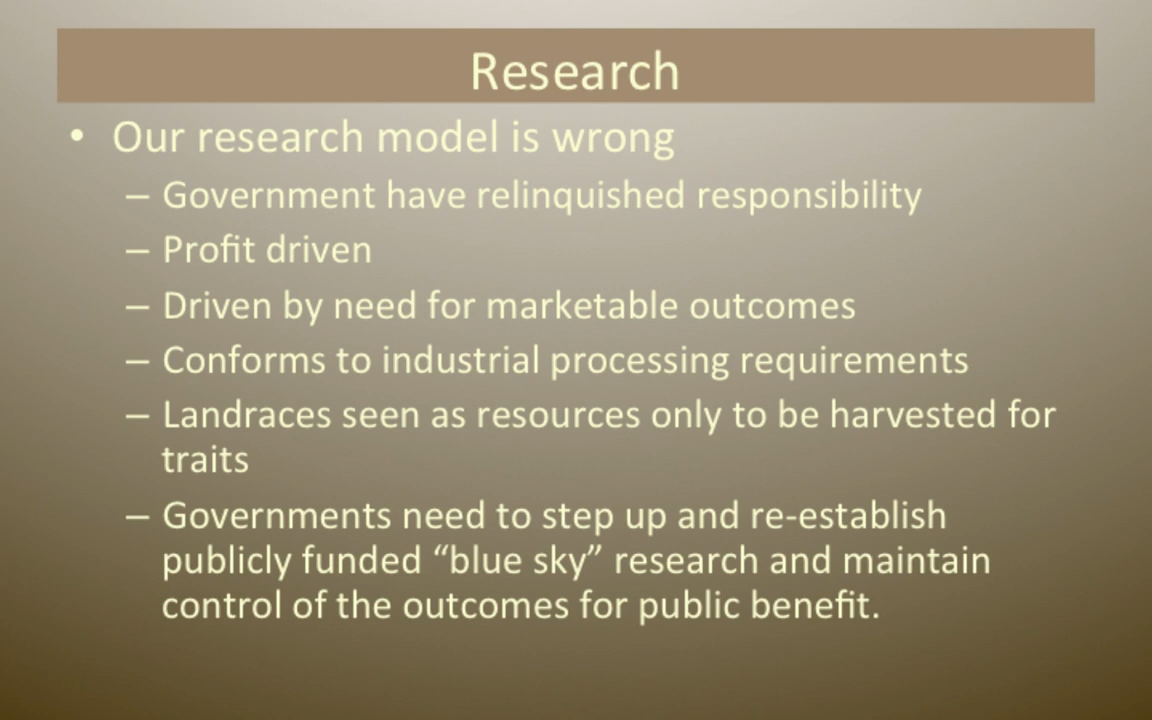 Research
• Our research model is wrong
– Government have relinquished responsibility
– Profit driven
– Driven by need for marketable outcomes
– Conforms to industrial processing requirements
– Landraces seen as resources only to be harvested for
traits
– Governments need to step up and re-establish
publicly funded “blue sky” research and maintain
control of the outcomes for public benefit.